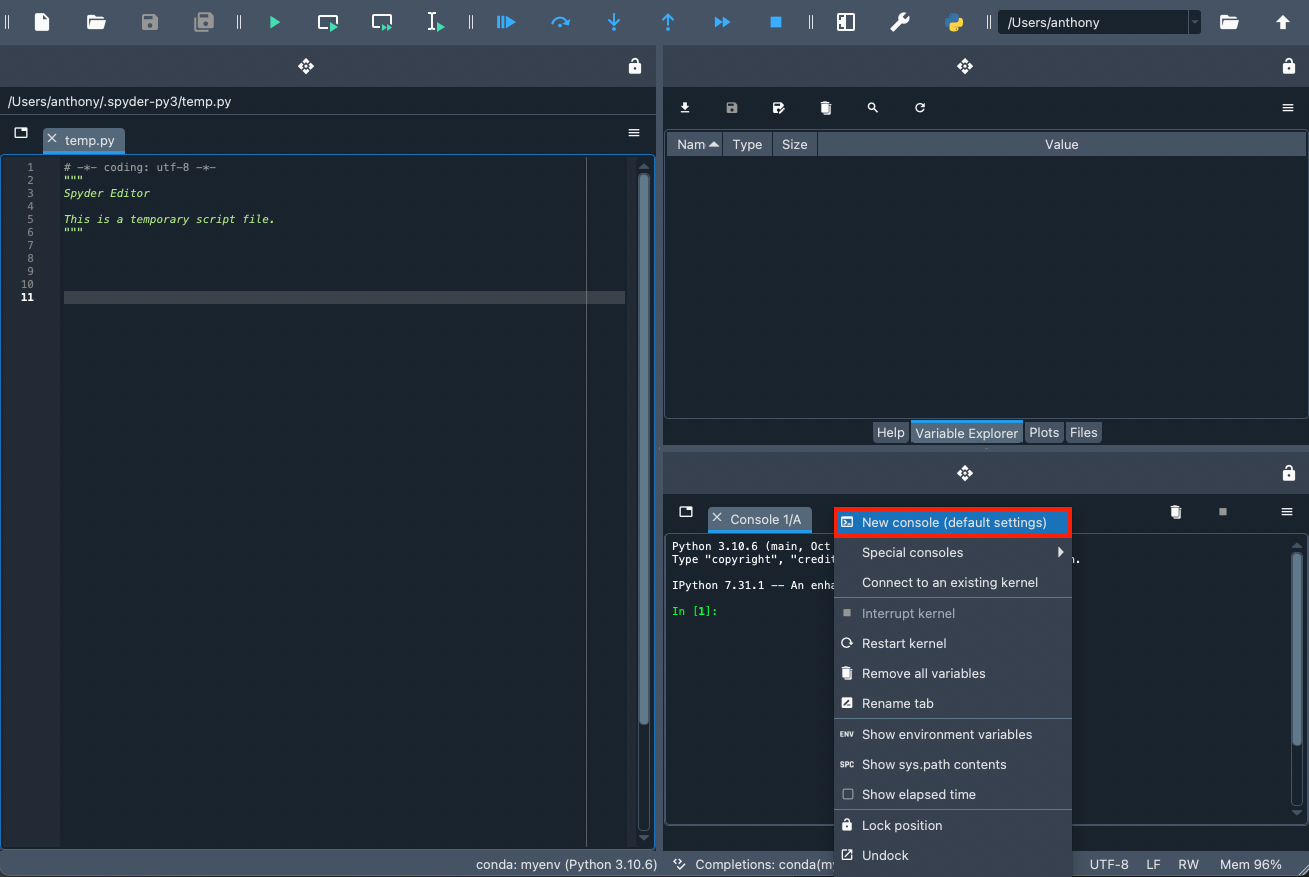 /Users/anthony
/Users/anthony/.spyder-py3/temp.py
temp.py
1 # -*- coding: utf-8 -*-
2 """
3 Spyder Editor
4
5 This is a temporary script file.
6 """
7
8
9
10
11
Nam Type Size Value
Help Variable Explorer Plots Files
Console 1/A
Python 3.10.6 (main, Oct
Type "copyright", "credit
n.
IPython 7.31.1 -- An enha
In [1]:
New console (default settings)
Special consoles
Connect to an existing kernel
Interrupt kernel
Restart kernel
Remove all variables
Rename tab
ENV Show environment variables
SPC Show sys.path contents
Show elapsed time
Lock position
Undock
conda: myenv (Python 3.10.6) Completions: conda(my UTF-8 LF RW Mem 96%